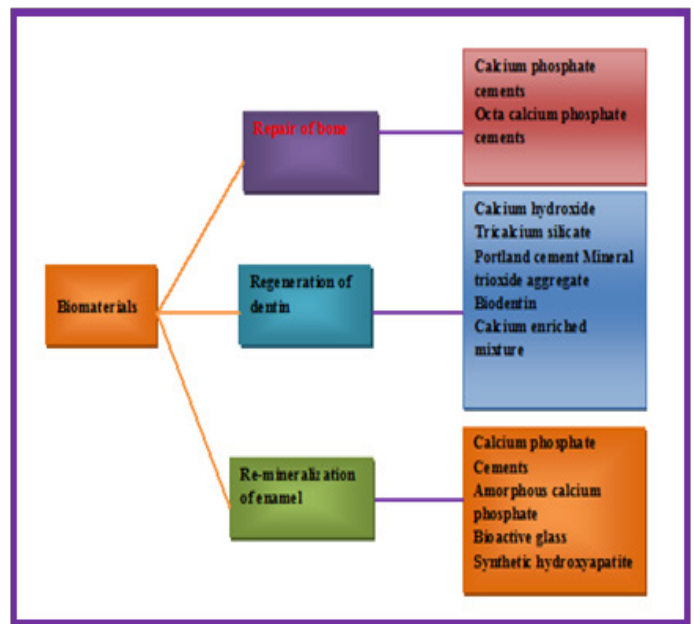 Biomaterials
Repair of bone
Calcium phosphate
cements
Octa calcium phosphate
cements
Regeneration of
dentin
Calcium hydroxide
Tricalcium silicate
Portland cement Mineral
trioxide aggregate
Biodentin
Calcium enriched
mixture
Re-mineralization
of enamel
Calcium phosphate
Cements
Amorphous calcium
phosphate
Bioactive glass
Synthetic hydroxyapatite